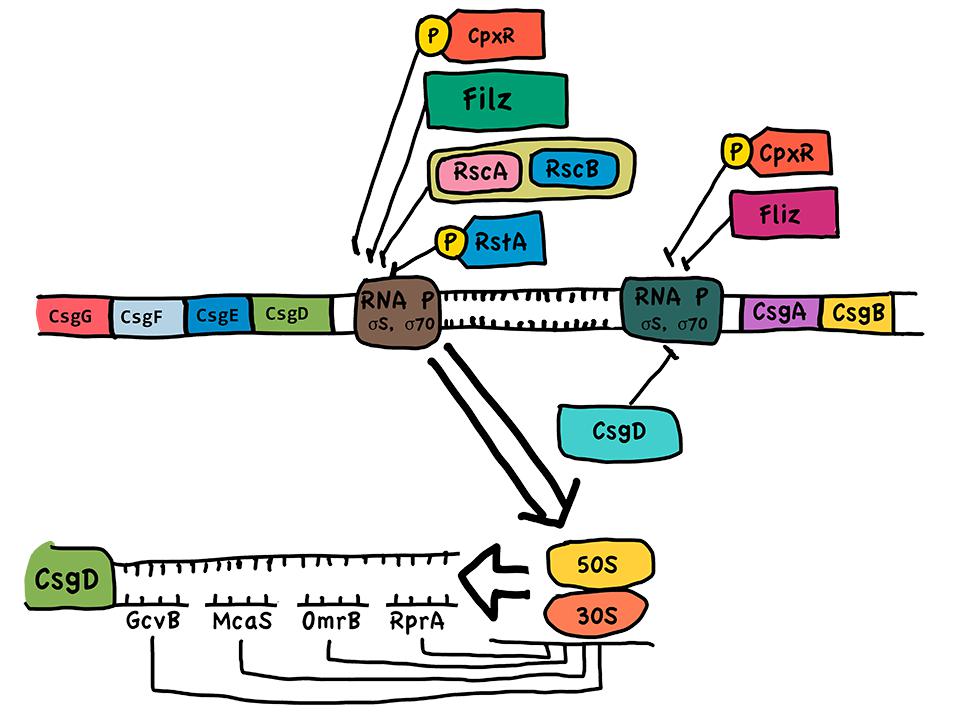 P CpxR
Filz
RscA RscB
P RstA
P CpxR
Fliz
CsgG CsgF CsgE CsgD
RNA P
σS, σ70
RNA P
σS, σ70
CsgA CsgB
CsgD
50S
30S
CsgD
GcvB McaS OmrB RprA